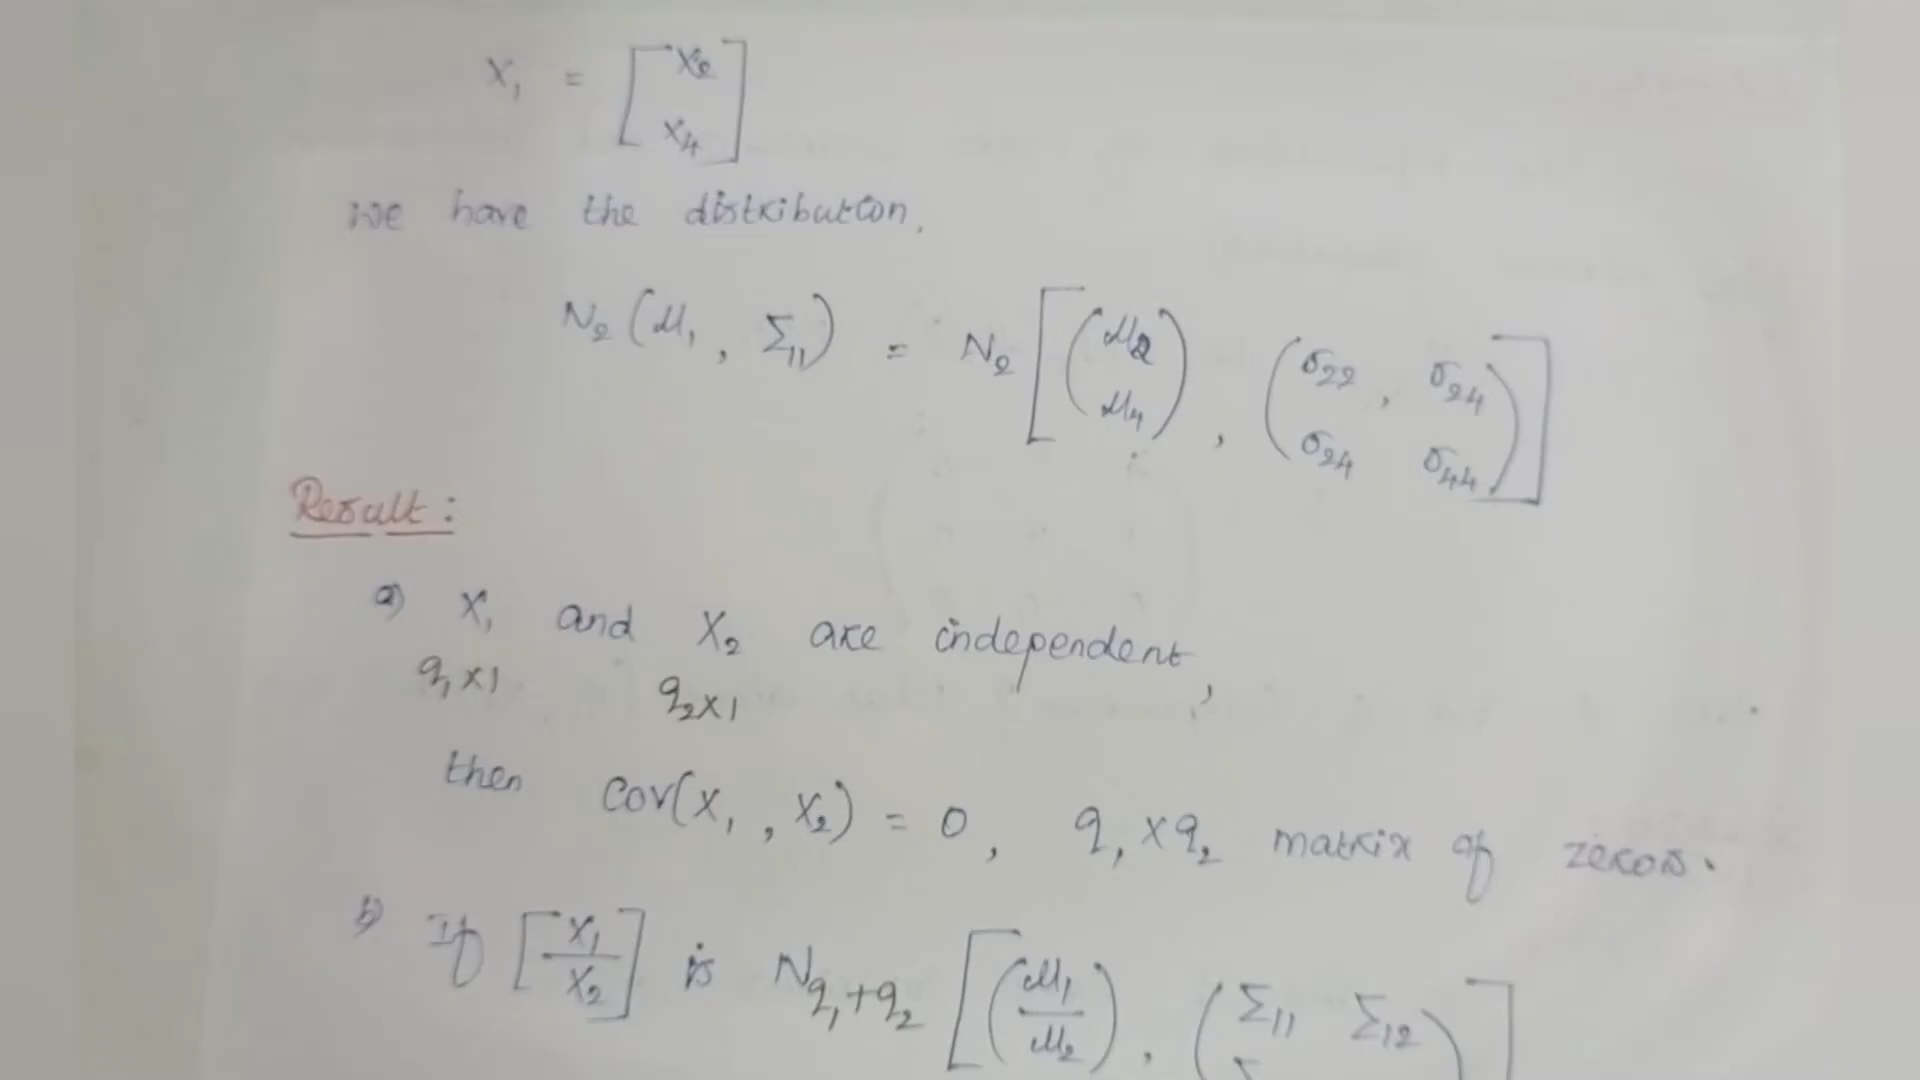 X₁ = [X₂
X₄]
we have the distribution,
N₂ (μ₁, Σ₁₁) = N₂ [(μ₂
μ₄), (σ₂₂, σ₂₄
σ₂₄ σ₄₄)]
Result:
a) X₁ and X₂ are independent,
q₁×1 q₂×1
then cov(X₁, X₂) = 0, q₁×q₂ matrix of zeros.
b) If [X₁/X₂] is N q₁+q₂ [(μ₁/μ₂), (Σ₁₁ Σ₁₂)]